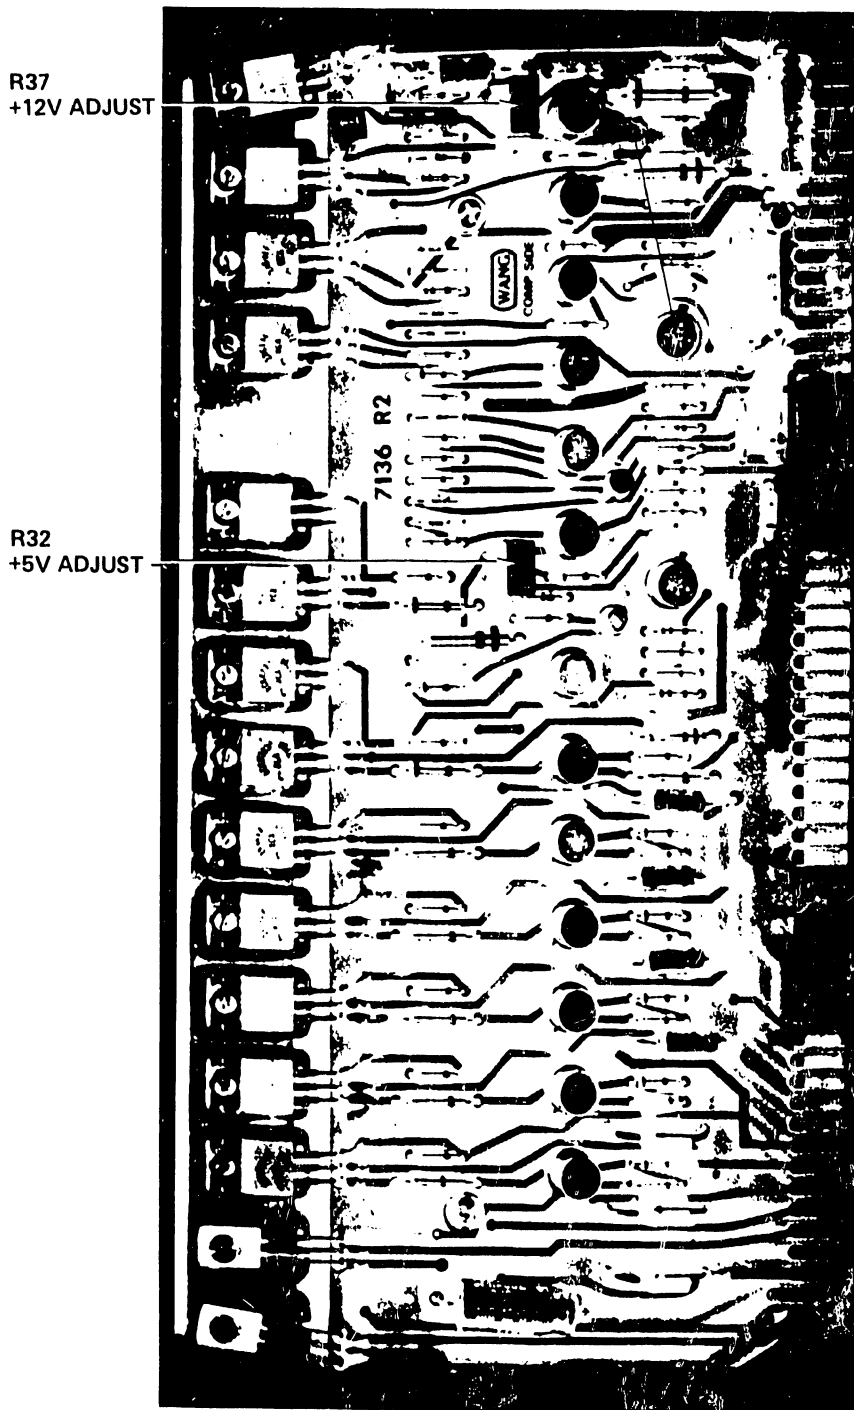 R37
+12V ADJUST
WANG
COMP SIDE
7136 R2
R32
+5V ADJUST